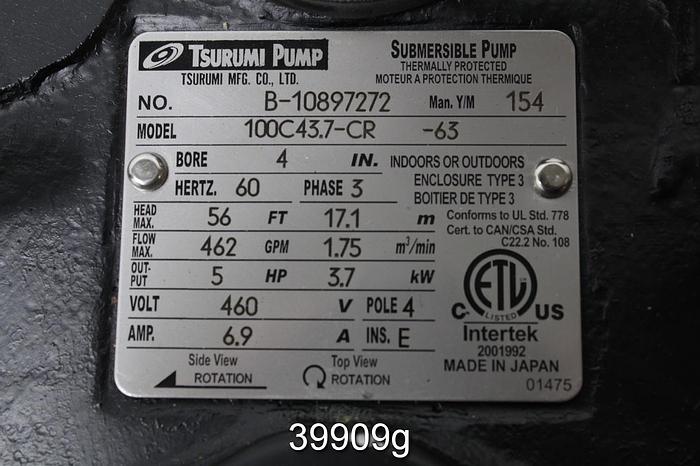 TSURUMI PUMP
TSURUMI MFG. CO., LTD.
SUBMERSIBLE PUMP
THERMALLY PROTECTED
MOTEUR A PROTECTION THERMIQUE
NO. B-10897272 Man. Y/M 154
MODEL 100C43.7-CR -63
BORE 4 IN.
HERTZ. 60 PHASE 3
INDOORS OR OUTDOORS
ENCLOSURE TYPE 3
BOITIER DE TYPE 3
HEAD MAX. 56 FT 17.1 m
FLOW MAX. 462 GPM 1.75 m³/min
OUT-PUT 5 HP 3.7 kW
VOLT 460 V POLE 4
AMP. 6.9 A INS. E
Conforms to UL Std. 778
Cert. to CAN/CSA Std.
C22.2 No. 108
ETL
LISTED
C US
Intertek
2001992
MADE IN JAPAN
01475
Side View
ROTATION
Top View
ROTATION
39909g